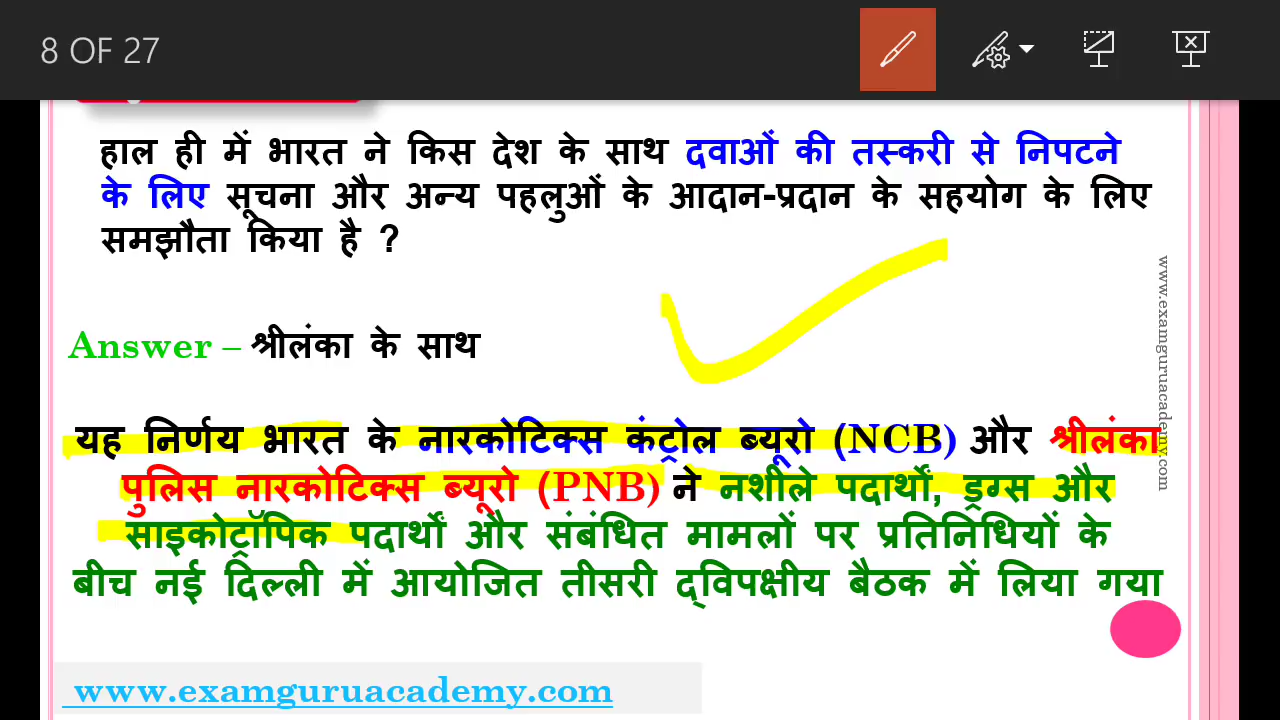 8 OF 27
हाल ही में भारत ने किस देश के साथ दवाओं की तस्करी से निपटने
के लिए सूचना और अन्य पहलुओं के आदान-प्रदान के सहयोग के लिए
समझौता किया है ?
Answer – श्रीलंका के साथ
यह निर्णय भारत के नारकोटिक्स कंट्रोल ब्यूरो (NCB) और श्रीलंका
पुलिस नारकोटिक्स ब्यूरो (PNB) ने नशीले पदार्थों, ड्रग्स और
साइकोट्रॉपिक पदार्थों और संबंधित मामलों पर प्रतिनिधियों के
बीच नई दिल्ली में आयोजित तीसरी द्विपक्षीय बैठक में लिया गया
www.examguruacademy.com
www.examguruacademy.com